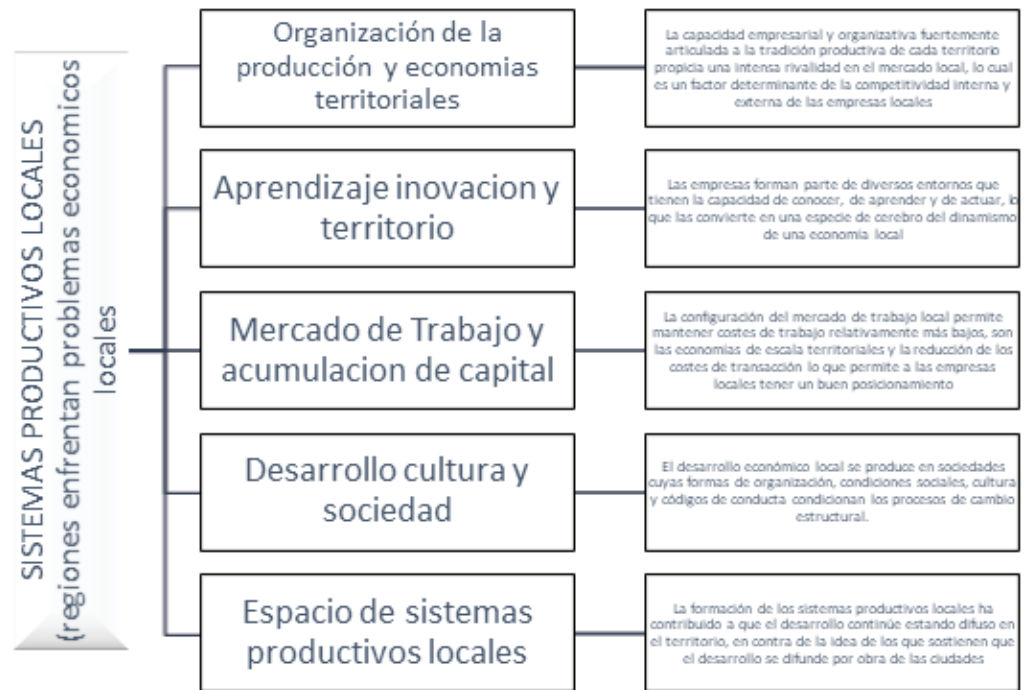 SISTEMAS PRODUCTIVOS LOCALES
(regiones enfrentan problemas economicos
locales
Organización de la
producción y economias
territoriales
La capacidad empresarial y organizativa fuertemente
articulada a la tradición productiva de cada territorio
propicia una intensa rivalidad en el mercado local, lo cual
es un factor determinante de la competitividad interna y
externa de las empresas locales
Aprendizaje inovacion y
territorio
Las empresas forman parte de diversos entornos que
tienen la capacidad de conocer, de aprender y de actuar, lo
que las convierte en una especie de cerebro del dinamismo
de una economía local
Mercado de Trabajo y
acumulacion de capital
La configuración del mercado de trabajo local permite
mantener costes de trabajo relativamente más bajos, son
las economías de escala territoriales y la reducción de los
costes de transacción lo que permite a las empresas
locales tener un buen posicionamiento
Desarrollo cultura y
sociedad
El desarrollo económico local se produce en sociedades
cuyas formas de organización, condiciones sociales, cultura
y códigos de conducta condicionan los procesos de cambio
estructural.
Espacio de sistemas
productivos locales
La formación de los sistemas productivos locales ha
contribuido a que el desarrollo continúe estando difuso en
el territorio, en contra de la idea de los que sostienen que
el desarrollo se difunde por obra de las ciudades